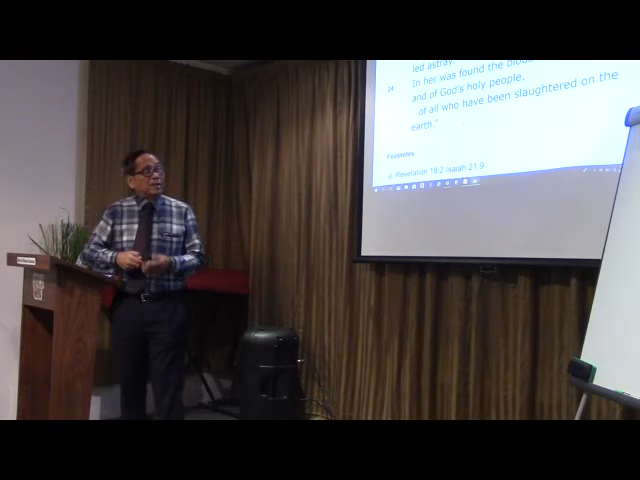 led astray.
24
In her was found the blood
and of God's holy people,
of all who have been slaughtered on the
earth."
Footnotes
a. Revelation 18:2 Isaiah 21:9